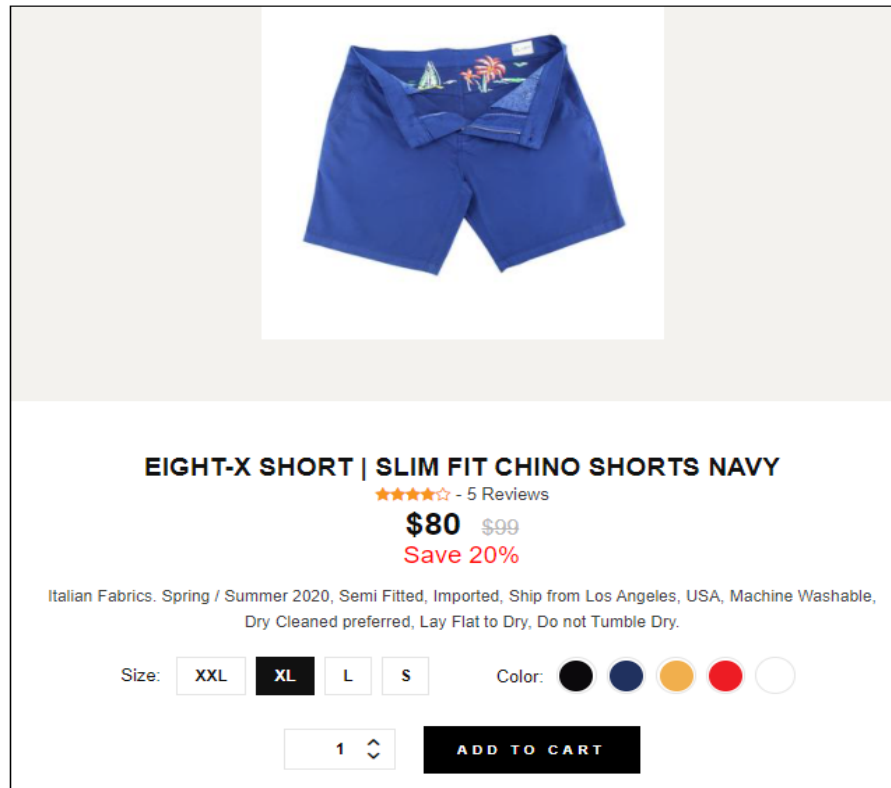 EIGHT-X SHORT | SLIM FIT CHINO SHORTS NAVY
- 5 Reviews
$80 $99
Save 20%
Italian Fabrics. Spring / Summer 2020, Semi Fitted, Imported, Ship from Los Angeles, USA, Machine Washable,
Dry Cleaned preferred, Lay Flat to Dry, Do not Tumble Dry.
Size: XXL XL L S Color:
1 ADD TO CART